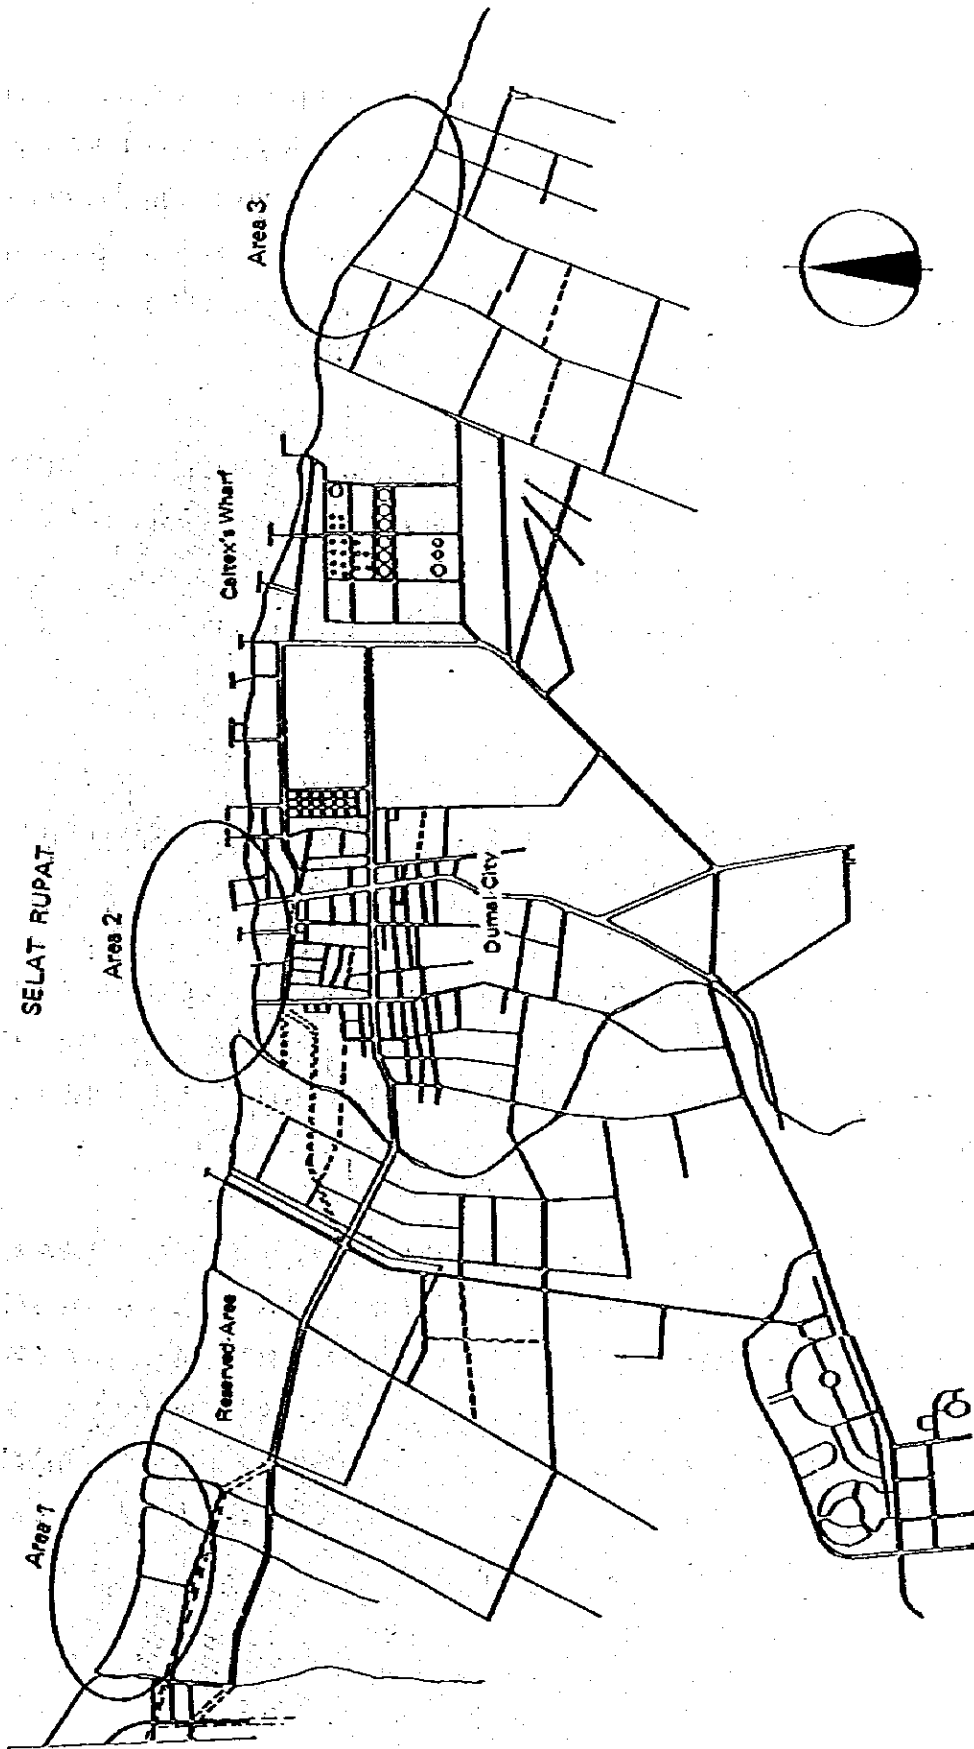 SELAT RUPAT
Area 1
Area 2
Area 3
Reserved Area
Caltex's Wharf
Dumai City